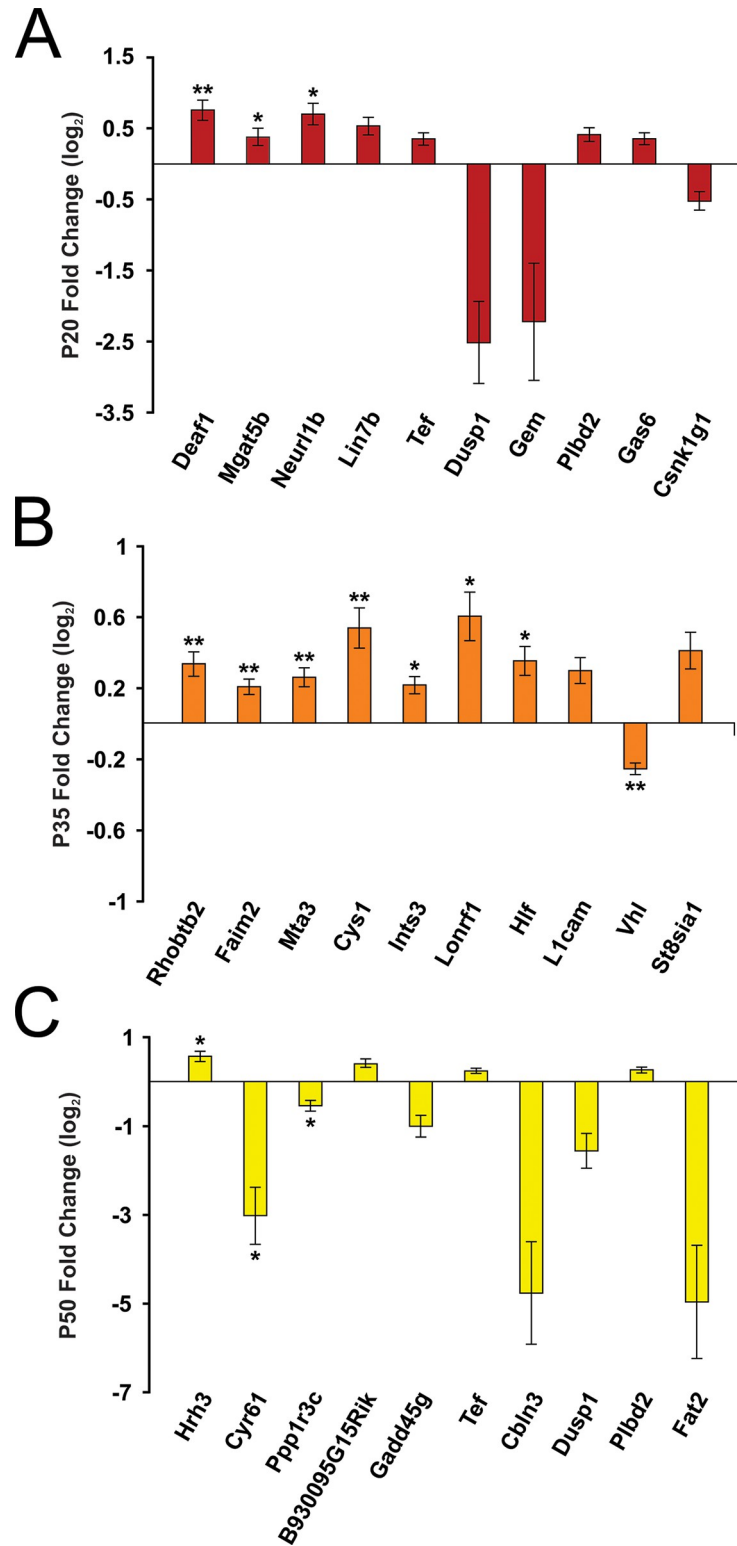 A
P20 Fold Change (log2)
1.5
0.5
-0.5
-1.5
-2.5
-3.5
** * *
Deaf1 Mgat5b Neurl1b Lin7b Tef Dusp1 Gem Plbd2 Gas6 Csnk1g1
B
P35 Fold Change (log2)
1
0.6
0.2
-0.2
-0.6
-1
** ** ** ** * * * **
Rhobtb2 Faim2 Mta3 Cys1 Ints3 Lonrf1 Hlf L1cam Vhl St8sia1
C
P50 Fold Change (log2)
1
-1
-3
-5
-7
* * *
Hrh3 Cyr61 Ppp1r3c B930095G15Rik Gadd45g Tef Cbln3 Dusp1 Plbd2 Fat2